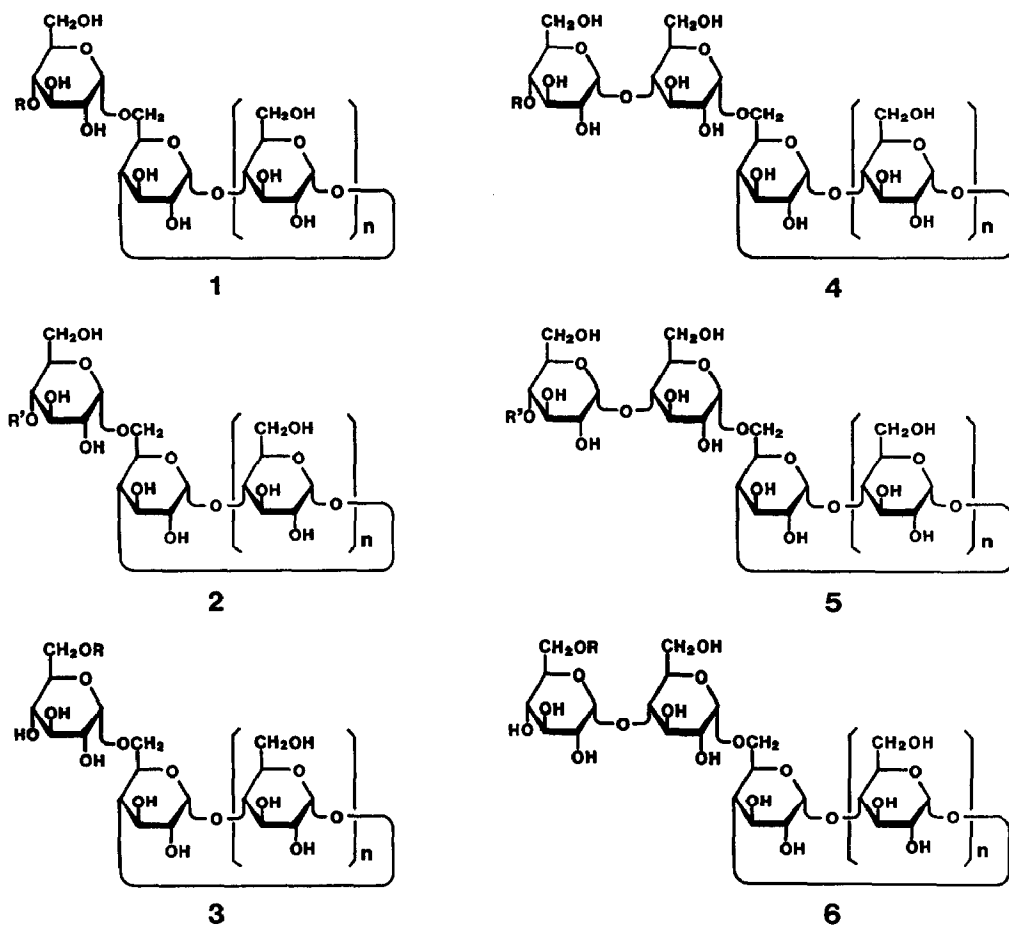 CH₂OH
O
OH
RO OH OCH₂
CH₂OH
O O
OH OH
O O
OH OH
n
1
CH₂OH CH₂OH
O O
OH OH
RO O
OH OH OCH₂
CH₂OH
O O
OH OH
O O
OH OH
n
4
CH₂OH
O
OH
R'O OH OCH₂
CH₂OH
O O
OH OH
O O
OH OH
n
2
CH₂OH CH₂OH
O O
OH OH
R'O O
OH OH OCH₂
CH₂OH
O O
OH OH
O O
OH OH
n
5
CH₂OR
O
OH
HO OH OCH₂
CH₂OH
O O
OH OH
O O
OH OH
n
3
CH₂OR CH₂OH
O O
OH OH
HO O
OH OH OCH₂
CH₂OH
O O
OH OH
O O
OH OH
n
6